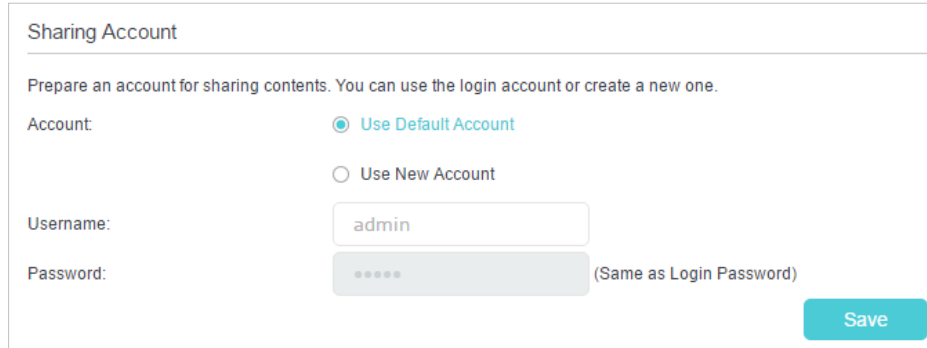 Sharing Account
Prepare an account for sharing contents. You can use the login account or create a new one.
Account:
Use Default Account
Use New Account
Username:
admin
Password:
•••••
(Same as Login Password)
Save